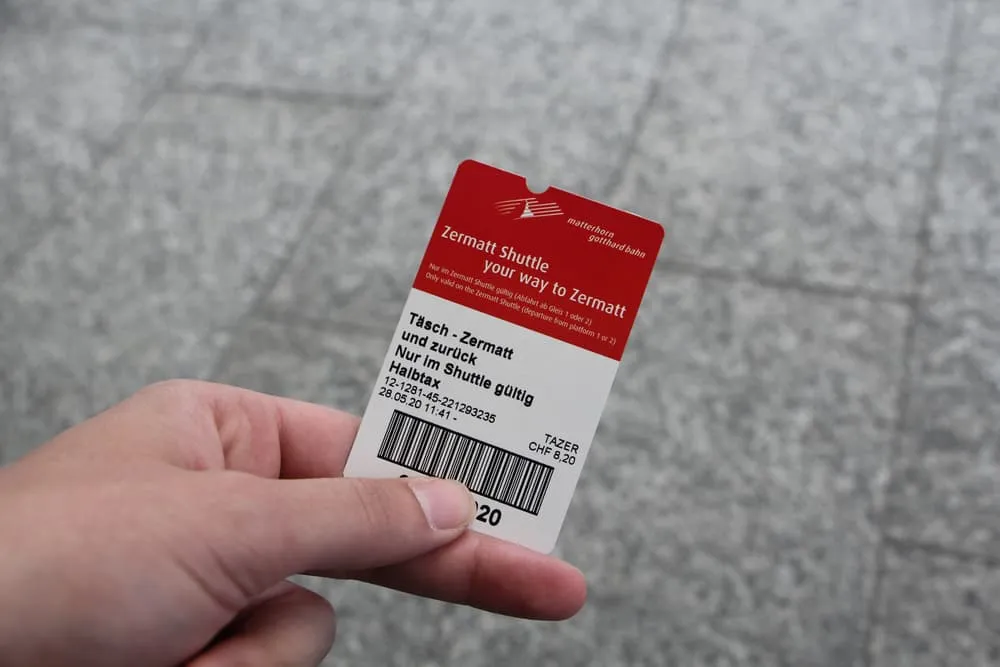 matterhorn
gotthardbahn
Zermatt Shuttle
your way to Zermatt
Nur im Zermatt Shuttle gültig (Abfahrt ab Gleis 1 oder 2)
Only valid on the Zermatt Shuttle (departure from platform 1 or 2)
Täsch - Zermatt
und zurück
Nur im Shuttle gültig
Halbtax
12-1281-45-221293235
28.05.20 11:41 -
TAZER
CHF 8,20
20